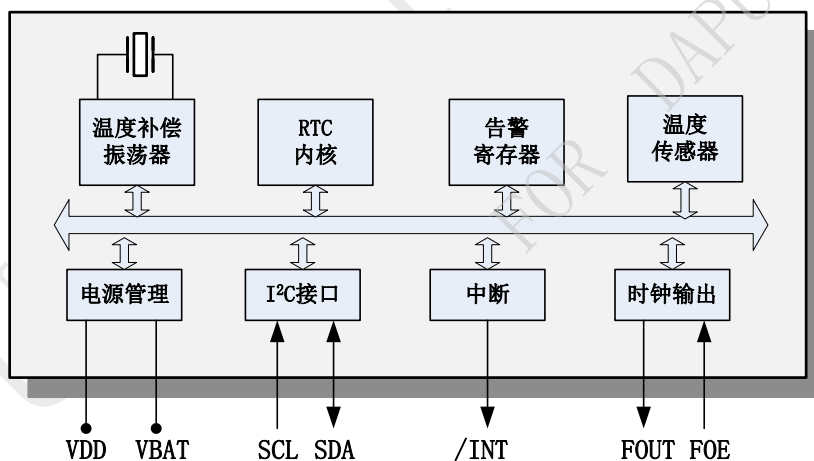 温度补偿
振荡器
RTC
内核
告警
寄存器
温度
传感器
电源管理
I²C接口
中断
时钟输出
VDD
VBAT
SCL
SDA
/INT
FOUT
FOE
FOR DAPU